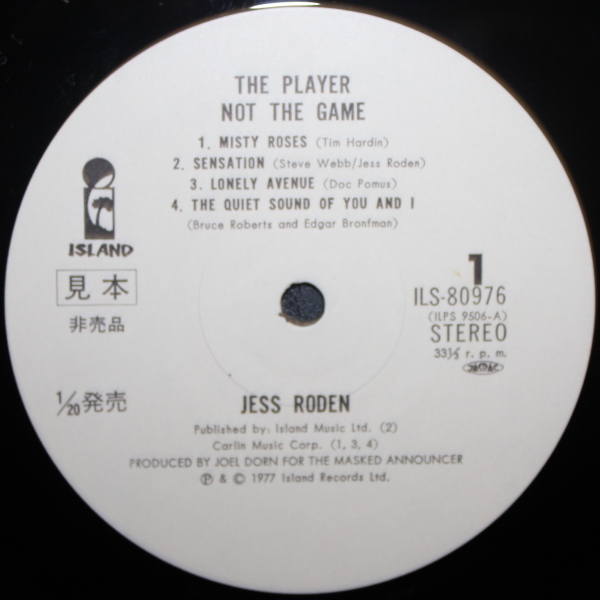 THE PLAYER
NOT THE GAME
1. MISTY ROSES (Tim Hardin)
2. SENSATION (Steve Webb/Jess Roden)
3. LONELY AVENUE (Doc Pomus)
4. THE QUIET SOUND OF YOU AND I
(Bruce Roberts and Edgar Bronfman)
ISLAND
見本
非売品
1/20発売
1
ILS-80976
(ILPS 9506-A)
STEREO
33⅓ r. p. m.
JESS RODEN
Published by: Island Music Ltd. (2)
Carlin Music Corp. (1, 3, 4)
PRODUCED BY JOEL DORN FOR THE MASKED ANNOUNCER
Ⓟ & © 1977 Island Records Ltd.